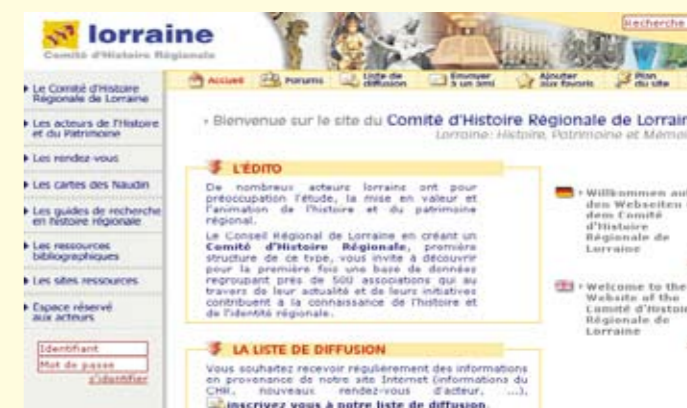 lorraine
Comité d'Histoire Régionale
Recherche
Accueil
Forums
Liste de
diffusion
Envoyer
à un ami
Ajouter
aux favoris
Plan
du site
Le Comité d'Histoire
Régionale de Lorraine
Les acteurs de l'Histoire
et du Patrimoine
Les rendez-vous
Les cartes des Naudin
Les guides de recherche
en histoire régionale
Les ressources
bibliographiques
Les sites ressources
Espace réservé
aux acteurs
Identifiant
Mot de passe
s'identifier
Bienvenue sur le site du Comité d'Histoire Régionale de Lorrain
Lorraine: Histoire, Patrimoine et Mémoi
L'ÉDITO
De nombreux acteurs lorrains ont pour
préoccupation l'étude, la mise en valeur et
l'animation de l'histoire et du patrimoine
régional.
Le Conseil Régional de Lorraine en créant un
Comité d'Histoire Régionale, première
structure de ce type, vous invite à découvrir
pour la première fois une base de données
regroupant près de 500 associations qui au
travers de leur actualité et de leurs initiatives
contribuent à la connaissance de l'histoire et
de l'identité régionale.
LA LISTE DE DIFFUSION
Vous souhaitez recevoir régulièrement des informations
en provenance de notre site Internet (informations du
CHR, nouveaux rendez-vous d'acteur, ...),
inscrivez vous à notre liste de diffusion.
Willkommen auf
den Webseiten
dem Comité
d'Histoire
Régionale de
Lorraine
Welcome to the
Website of the
Comité d'Histoire
Régionale de
Lorraine